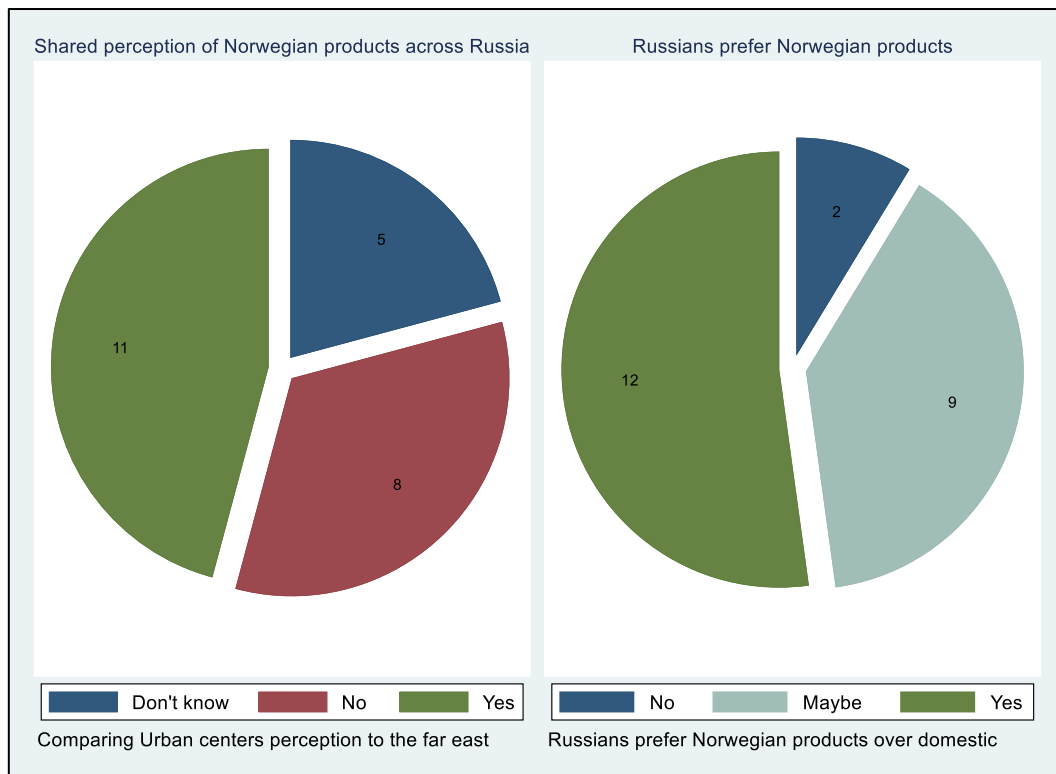 Shared perception of Norwegian products across Russia
5
11
8
Don't know No Yes
Comparing Urban centers perception to the far east
Russians prefer Norwegian products
2
12
9
No Maybe Yes
Russians prefer Norwegian products over domestic